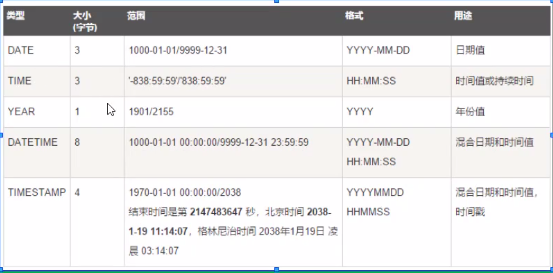 类型 大小 范围 格式 用途
(字节)
DATE 3 1000-01-01/9999-12-31 YYYY-MM-DD 日期值
TIME 3 '-838:59:59'/'838:59:59' HH:MM:SS 时间值或持续时间
YEAR 1 1901/2155 YYYY 年份值
DATETIME 8 1000-01-01 00:00:00/9999-12-31 23:59:59 YYYY-MM-DD 混合日期和时间值
HH:MM:SS
TIMESTAMP 4 1970-01-01 00:00:00/2038 YYYYMMDD 混合日期和时间值，
结束时间是第 2147483647 秒，北京时间 2038- HHMMSS 时间戳
1-19 11:14:07，格林尼治时间 2038年1月19日 凌
晨 03:14:07